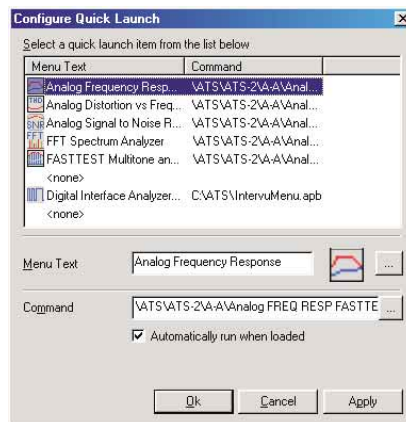 Configure Quick Launch
Select a quick launch item from the list below
Menu Text Command
Analog Frequency Resp... \ATS\ATS-2\A-A\Anal...
THD Analog Distortion vs Freq... \ATS\ATS-2\A-A\Anal...
SNR Analog Signal to Noise R... \ATS\ATS-2\A-A\Anal...
FFT FFT Spectrum Analyzer \ATS\ATS-2\A-A\Anal...
FASTTEST Multitone an... \ATS\ATS-2\A-A\Anal...
<none>
Digital Interface Analyzer... C:\ATS\IntervuMenu.apb
<none>
Menu Text Analog Frequency Response ...
Command \ATS\ATS-2\A-A\Analog FREQ RESP FASTTE ...
Automatically run when loaded
Ok Cancel Apply